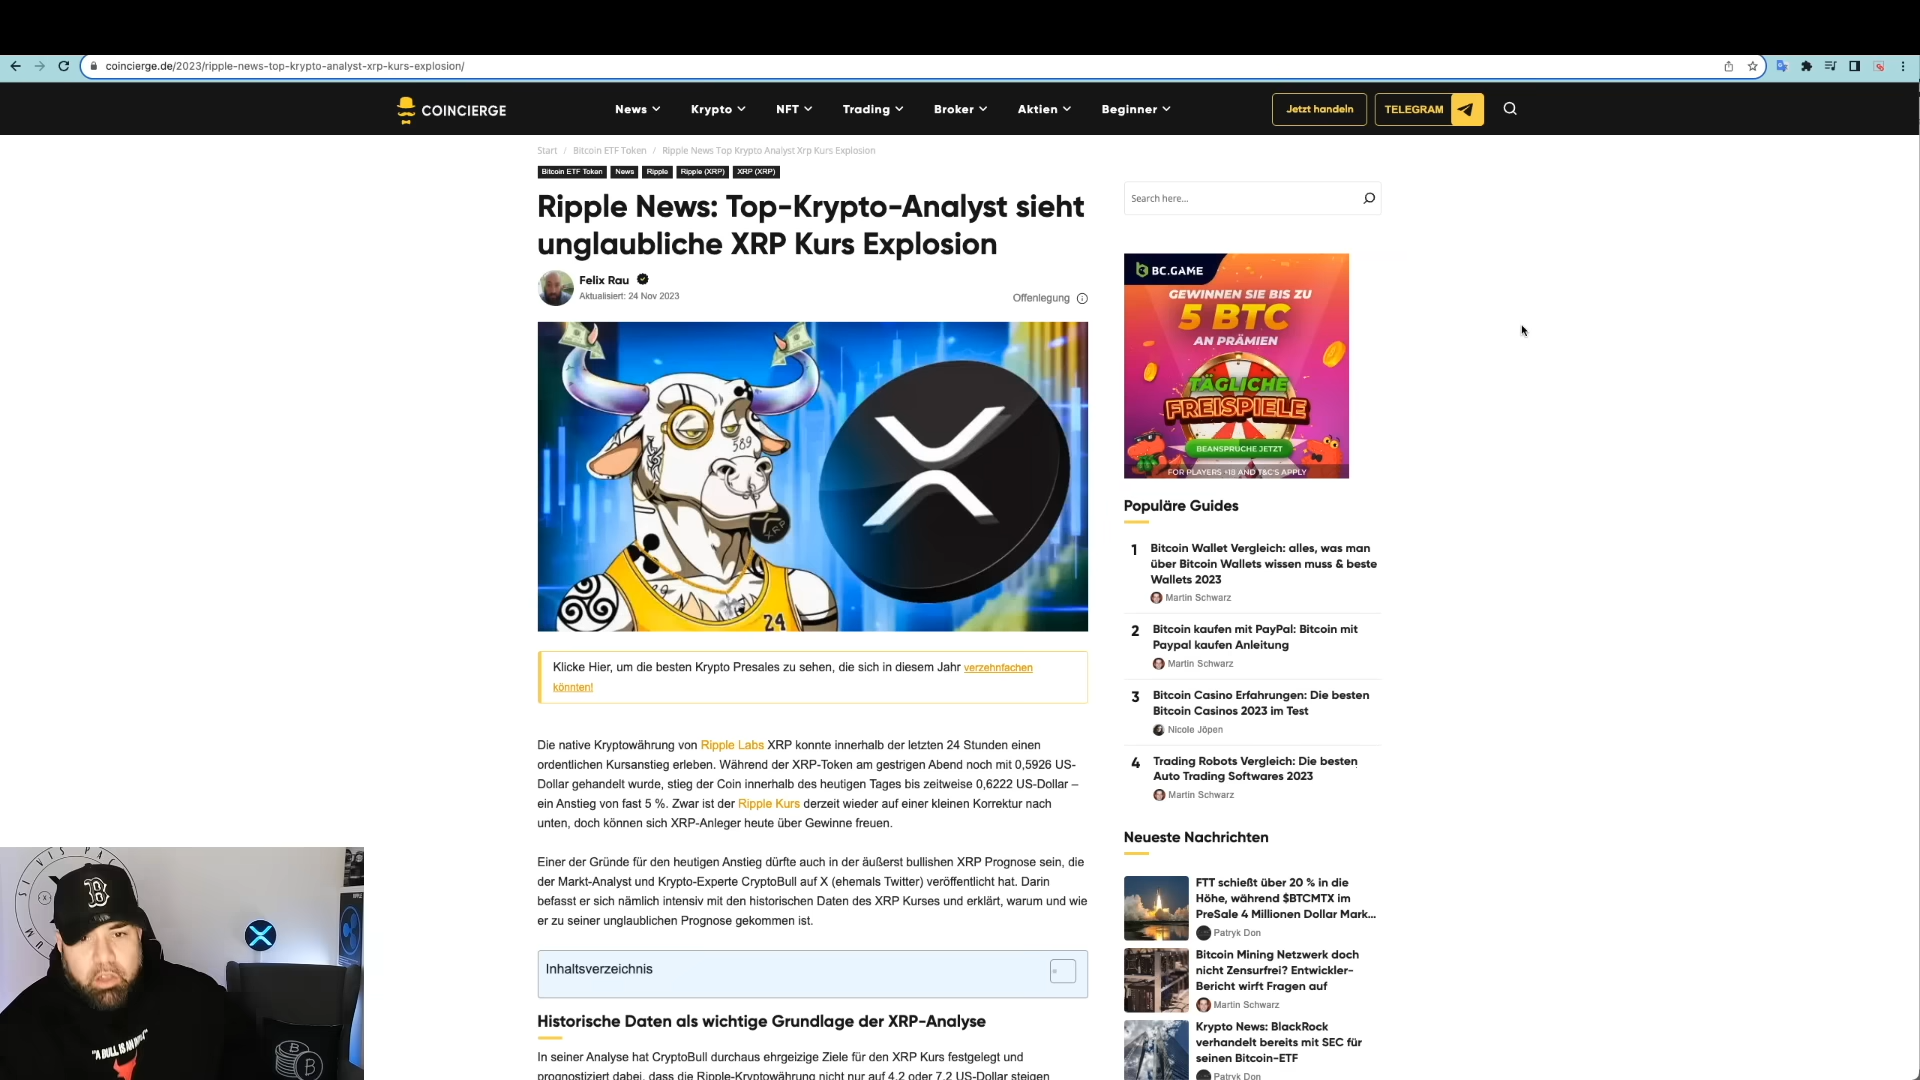 coincierge.de/2023/ripple-news-top-krypto-analyst-xrp-kurs-explosion/
COINCIERGE
News Krypto NFT Trading Broker Aktien Beginner
Jetzt handeln
TELEGRAM
Start / Bitcoin ETF Token / Ripple News Top Krypto Analyst Xrp Kurs Explosion
Bitcoin ETF Token News Ripple Ripple (XRP) XRP (XRP)
Ripple News: Top-Krypto-Analyst sieht
unglaubliche XRP Kurs Explosion
Felix Rau
Aktualisiert: 24 Nov 2023
Offenlegung
589
XRP
24
Klicke Hier, um die besten Krypto Presales zu sehen, die sich in diesem Jahr verzehnfachen
könnten!
Die native Kryptowährung von Ripple Labs XRP konnte innerhalb der letzten 24 Stunden einen
ordentlichen Kursanstieg erleben. Während der XRP-Token am gestrigen Abend noch mit 0,5926 US-
Dollar gehandelt wurde, stieg der Coin innerhalb des heutigen Tages bis zeitweise 0,6222 US-Dollar –
ein Anstieg von fast 5 %. Zwar ist der Ripple Kurs derzeit wieder auf einer kleinen Korrektur nach
unten, doch können sich XRP-Anleger heute über Gewinne freuen.
Einer der Gründe für den heutigen Anstieg dürfte auch in der äußerst bullishen XRP Prognose sein, die
der Markt-Analyst und Krypto-Experte CryptoBull auf X (ehemals Twitter) veröffentlicht hat. Darin
befasst er sich nämlich intensiv mit den historischen Daten des XRP Kurses und erklärt, warum und wie
er zu seiner unglaublichen Prognose gekommen ist.
Inhaltsverzeichnis
Historische Daten als wichtige Grundlage der XRP-Analyse
In seiner Analyse hat CryptoBull durchaus ehrgeizige Ziele für den XRP Kurs festgelegt und
prognostiziert dabei, dass die Ripple-Kryptowährung nicht nur auf 4,2 oder 7,2 US-Dollar steigen
Search here...
BC.GAME
GEWINNEN SIE BIS ZU
5 BTC
AN PRÄMIEN
TÄGLICHE
FREISPIELE
BEANSPRUCHE JETZT
FOR PLAYERS +18 AND T&C'S APPLY
Populäre Guides
1 Bitcoin Wallet Vergleich: alles, was man
über Bitcoin Wallets wissen muss & beste
Wallets 2023
Martin Schwarz
2 Bitcoin kaufen mit PayPal: Bitcoin mit
Paypal kaufen Anleitung
Martin Schwarz
3 Bitcoin Casino Erfahrungen: Die besten
Bitcoin Casinos 2023 im Test
Nicole Jöpen
4 Trading Robots Vergleich: Die besten
Auto Trading Softwares 2023
Martin Schwarz
Neueste Nachrichten
FTT schießt über 20 % in die
Höhe, während $BTCMTX im
PreSale 4 Millionen Dollar Mark...
Patryk Don
Bitcoin Mining Netzwerk doch
nicht Zensurfrei? Entwickler-
Bericht wirft Fragen auf
Martin Schwarz
Krypto News: BlackRock
verhandelt bereits mit SEC für
seinen Bitcoin-ETF
Patryk Don
SI VIS PAC
B